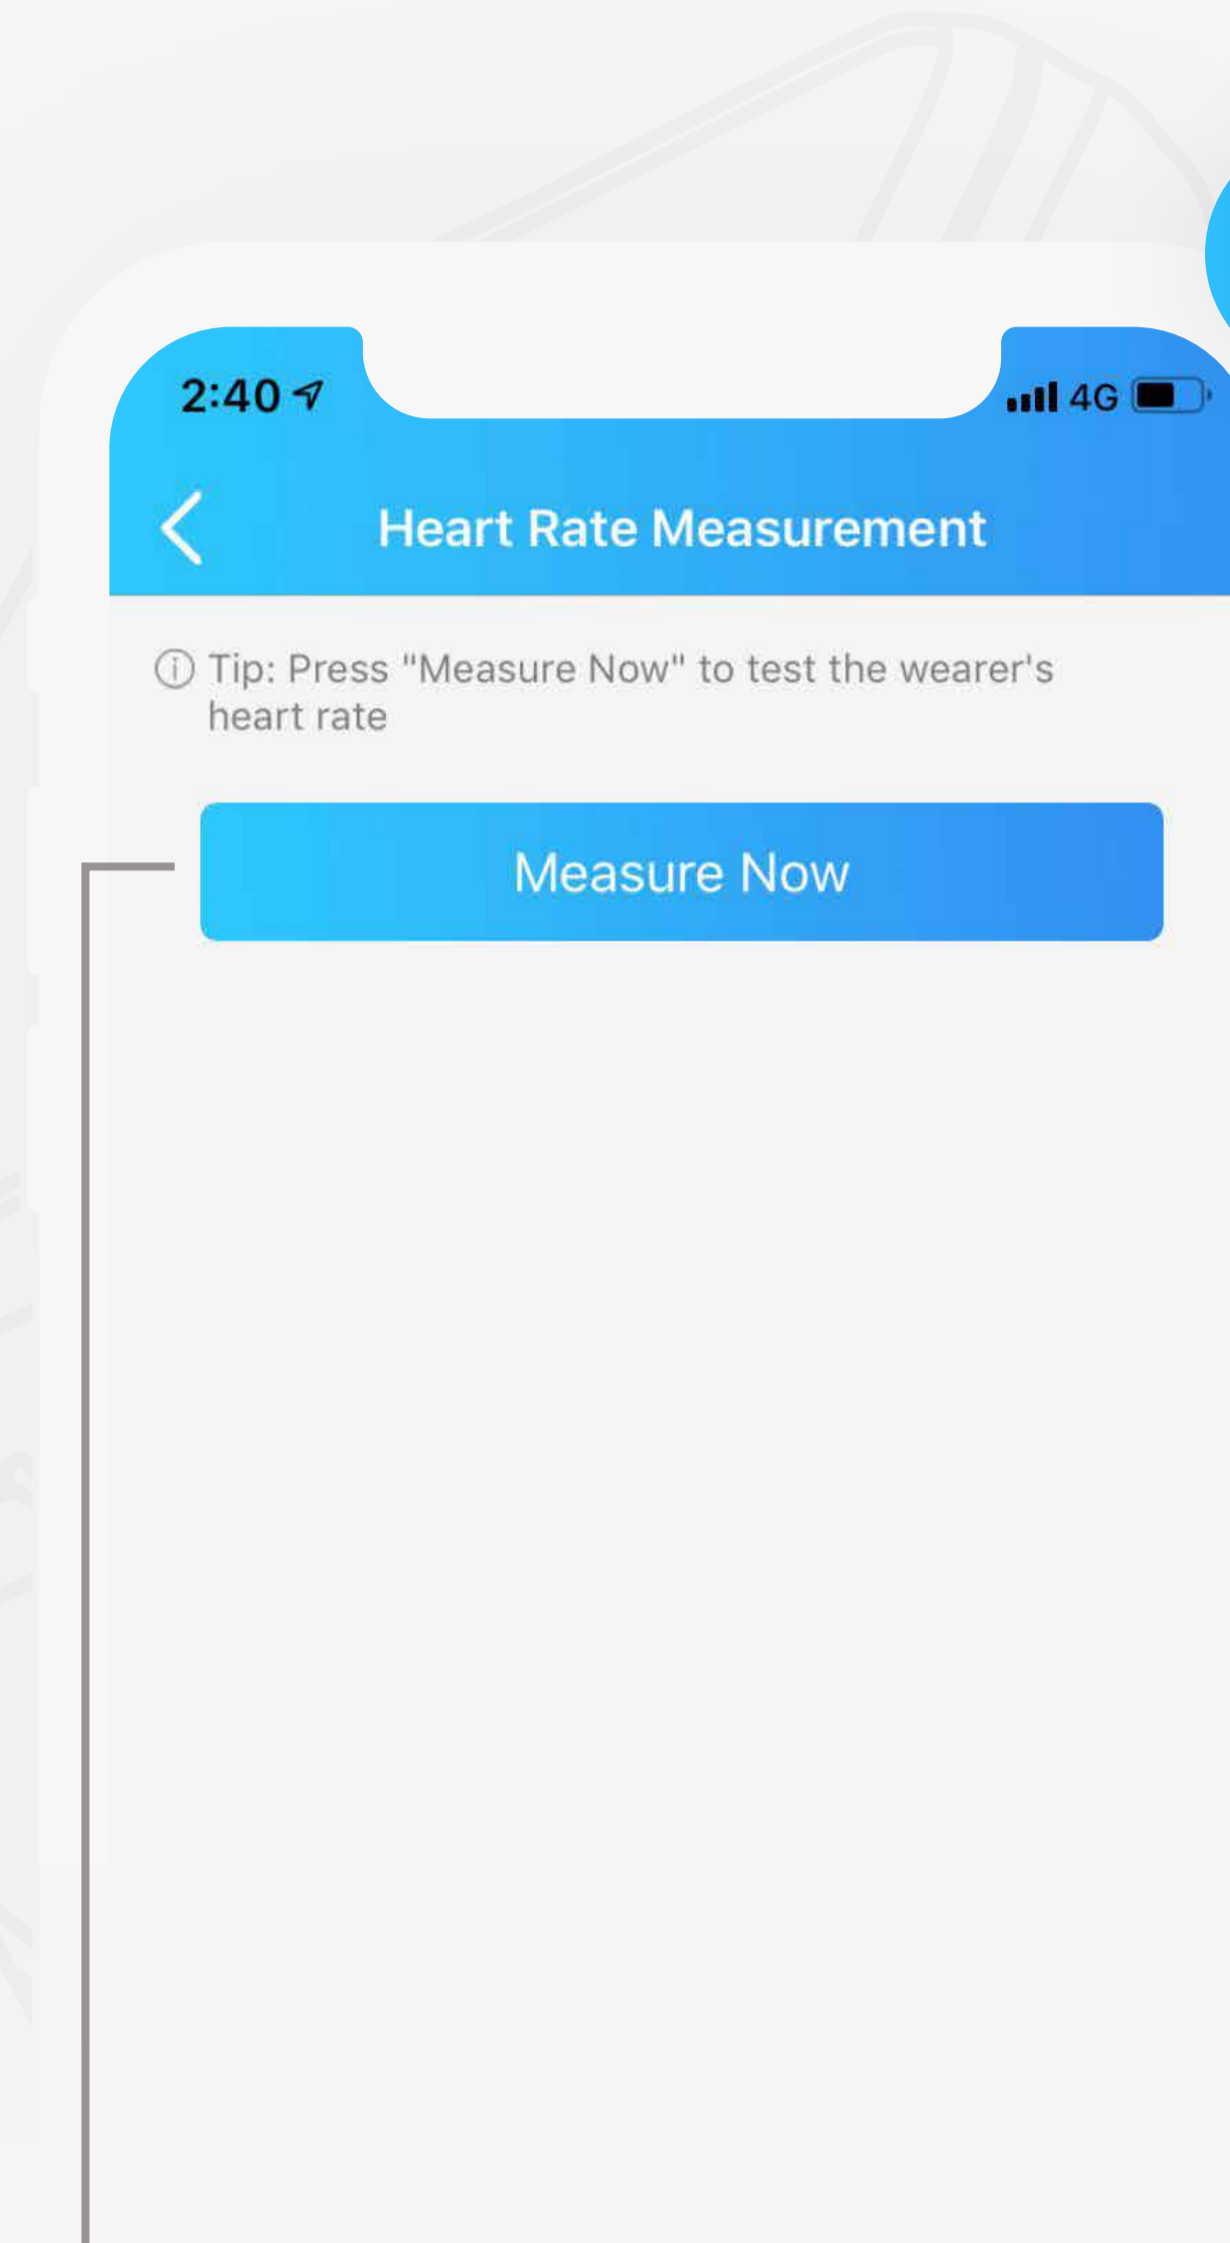 2:40
4G
Heart Rate Measurement
Tip: Press "Measure Now" to test the wearer's
heart rate
Measure Now